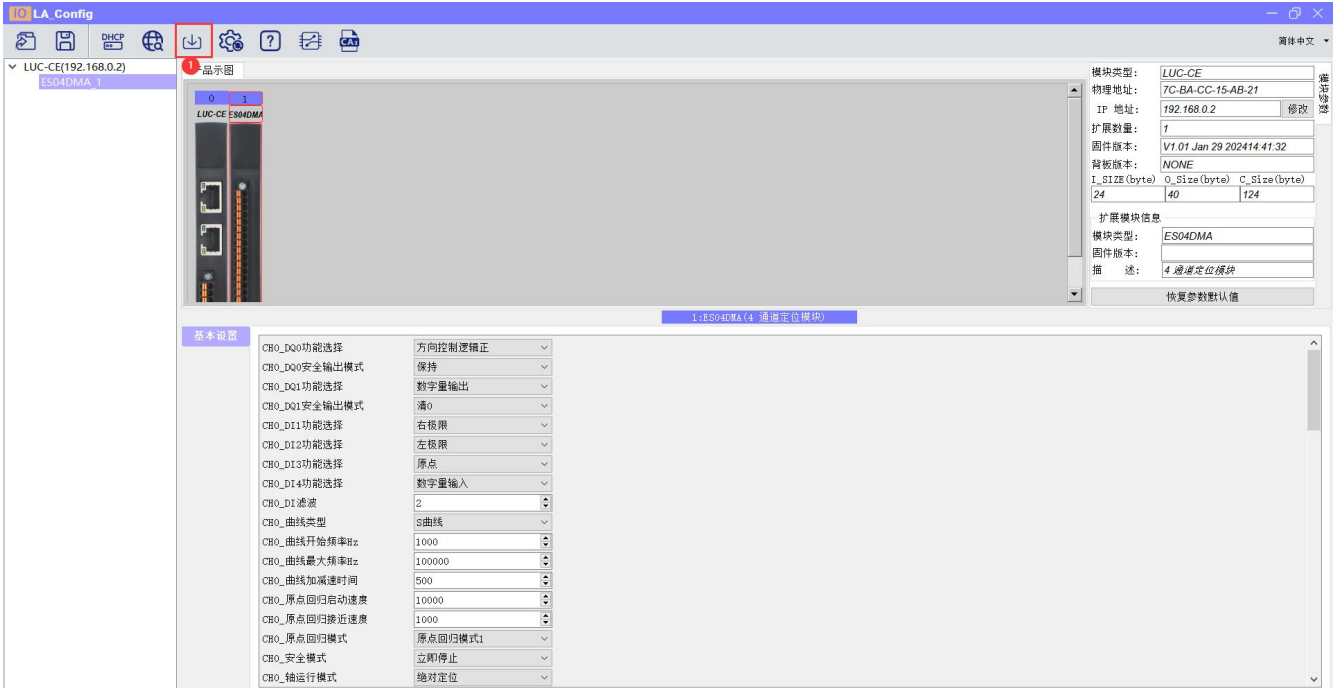 IO LA_Config
DHCP
CAX
简体中文
LUC-CE(192.168.0.2)
ES04DMA_1
1
品示图
0 1
LUC-CE ES04DMA
模块参数
模块类型: LUC-CE
物理地址: 7C-BA-CC-15-AB-21
IP 地址: 192.168.0.2 修改
扩展数量: 1
固件版本: V1.01 Jan 29 202414:41:32
背板版本: NONE
I_SIZE(byte) O_Size(byte) C_Size(byte)
24 40 124
扩展模块信息
模块类型: ES04DMA
固件版本:
描 述: 4 通道定位模块
恢复参数默认值
1:ES04DMA(4 通道定位模块)
基本设置
CH0_DQ0功能选择 方向控制逻辑正
CH0_DQ0安全输出模式 保持
CH0_DQ1功能选择 数字量输出
CH0_DQ1安全输出模式 清0
CH0_DI1功能选择 右极限
CH0_DI2功能选择 左极限
CH0_DI3功能选择 原点
CH0_DI4功能选择 数字量输入
CH0_DI滤波 2
CH0_曲线类型 S曲线
CH0_曲线开始频率Hz 1000
CH0_曲线最大频率Hz 100000
CH0_曲线加减速时间 500
CH0_原点回归启动速度 10000
CH0_原点回归接近速度 1000
CH0_原点回归模式 原点回归模式1
CH0_安全模式 立即停止
CH0_轴运行模式 绝对定位